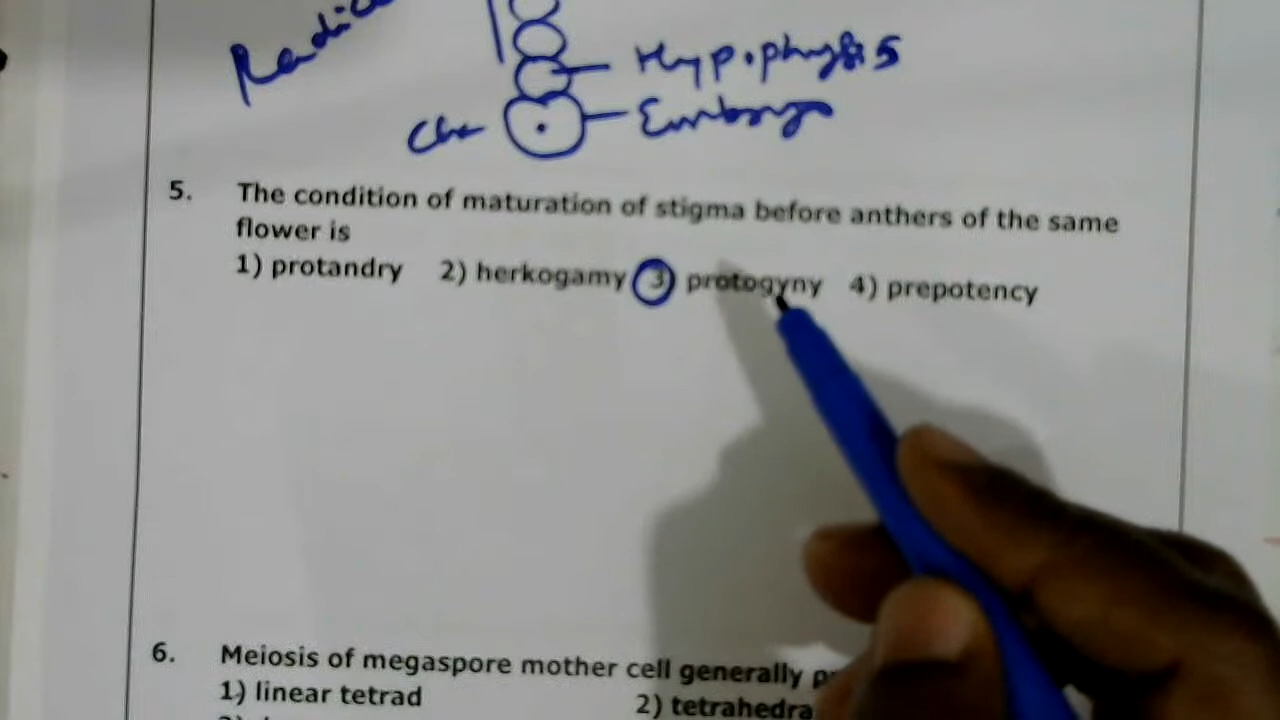 Hypophysis
Embryo
5. The condition of maturation of stigma before anthers of the same
flower is
1) protandry 2) herkogamy 3) protogyny 4) prepotency
6. Meiosis of megaspore mother cell generally
1) linear tetrad 2) tetrahedra